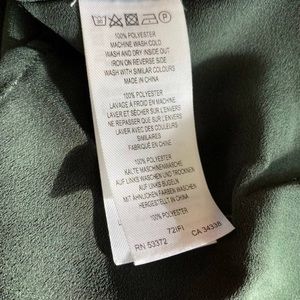 100% POLYESTER
MACHINE WASH COLD
WASH AND DRY INSIDE OUT
IRON ON REVERSE SIDE
WASH WITH SIMILAR COLOURS
MADE IN CHINA
100% POLYESTER
LAVAGE À FROID EN MACHINE
LAVER ET SÉCHER SUR L'ENVERS
REPASSER SUR L'ENVERS
LAVER AVEC DES COULEURS
SIMILAIRES
FABRIQUÉ EN CHINE
100% POLYESTER
KALTE MASCHINENWÄSCHE
AUF LINKS WASCHEN UND TROCKNEN
AUF LINKS BÜGELN
MIT ÄHNLICHEN FARBEN WASCHEN
HERGESTELLT IN CHINA
100% POLYESTER
72IFI
RN 53372 CA 34338